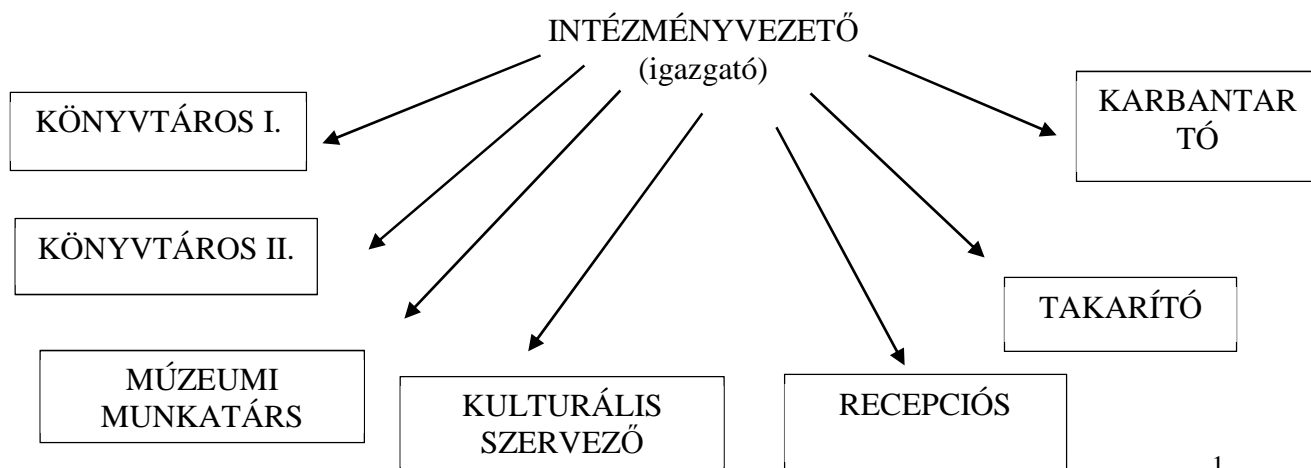 INTÉZMÉNYVEZETŐ
(igazgató)
KÖNYVTÁROS I.
KARBANTAR
TÓ
KÖNYVTÁROS II.
TAKARÍTÓ
MÚZEUMI
MUNKATÁRS
KULTURÁLIS
SZERVEZŐ
RECEPCIÓS
1